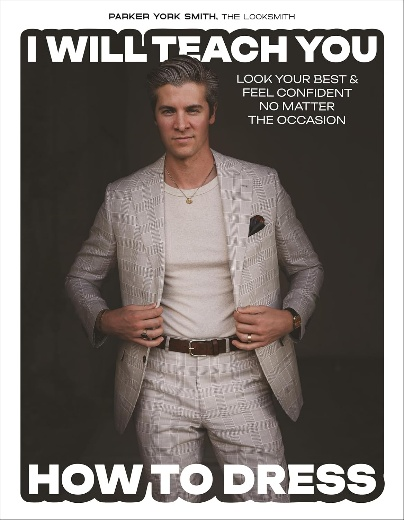 PARKER YORK SMITH, THE LOOKSMITH
I WILL TEACH YOU
LOOK YOUR BEST &
FEEL CONFIDENT
NO MATTER
THE OCCASION
HOW TO DRESS